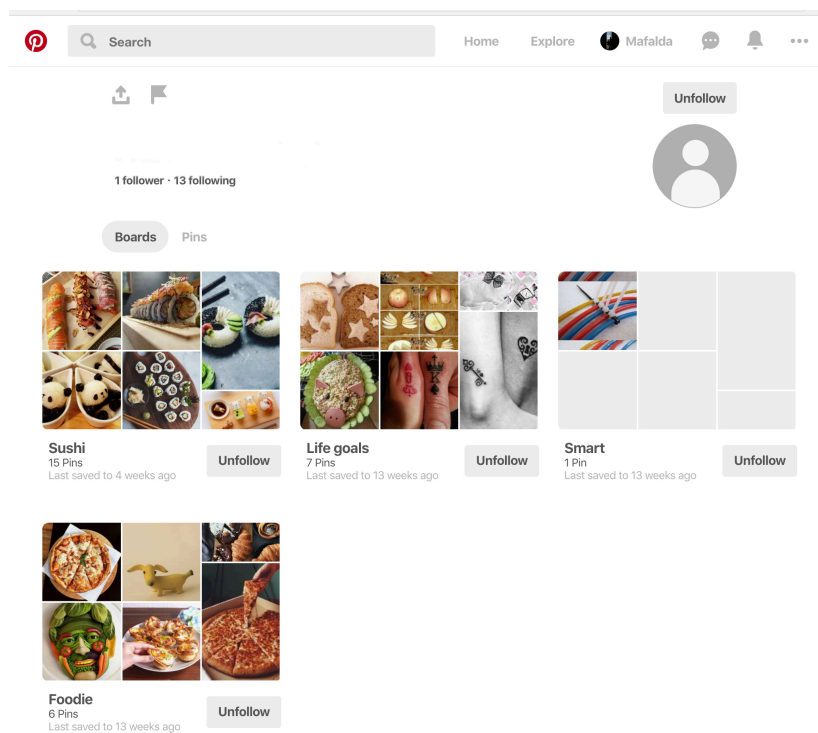 Search
Home
Explore
Mafalda
Unfollow
1 follower · 13 following
Boards
Pins
Sushi
15 Pins
Last saved to 4 weeks ago
Unfollow
Life goals
7 Pins
Last saved to 13 weeks ago
Unfollow
Smart
1 Pin
Last saved to 13 weeks ago
Unfollow
Foodie
6 Pins
Last saved to 13 weeks ago
Unfollow